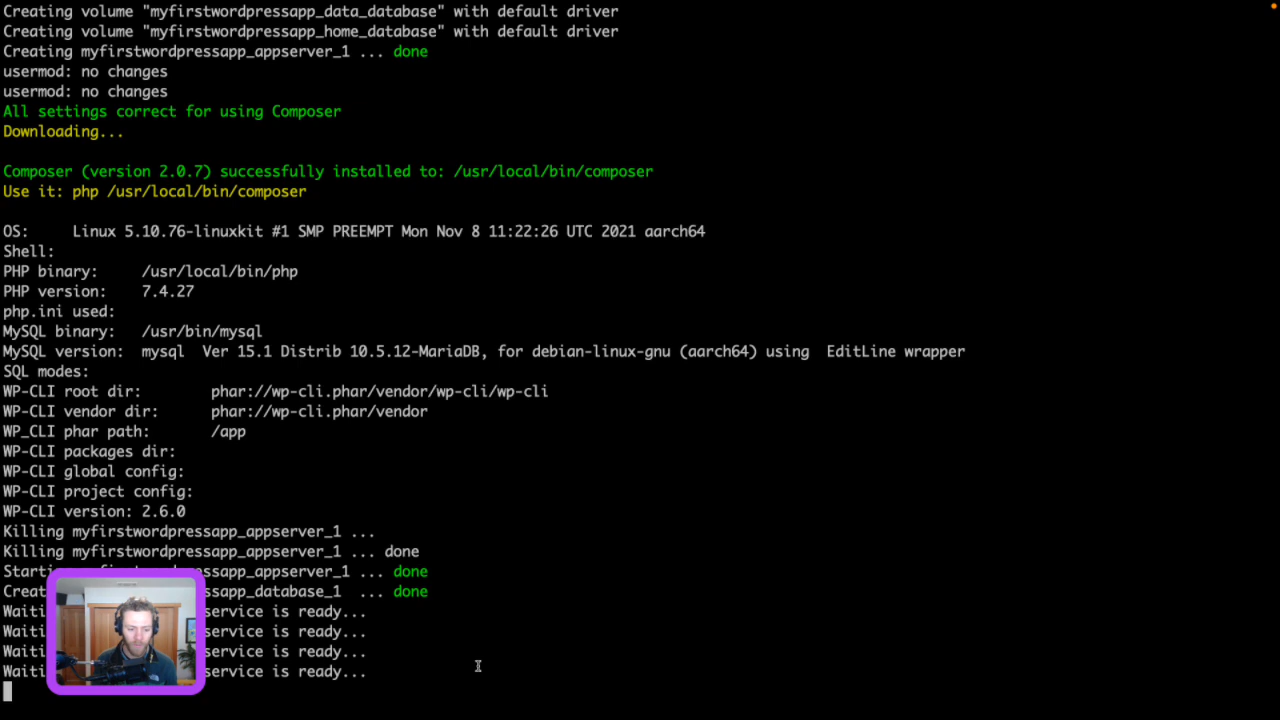 Creating volume "myfirstwordpressapp_data_database" with default driver
Creating volume "myfirstwordpressapp_home_database" with default driver
Creating myfirstwordpressapp_appserver_1 ... done
usermod: no changes
usermod: no changes
All settings correct for using Composer
Downloading...
Composer (version 2.0.7) successfully installed to: /usr/local/bin/composer
Use it: php /usr/local/bin/composer
OS: Linux 5.10.76-linuxkit #1 SMP PREEMPT Mon Nov 8 11:22:26 UTC 2021 aarch64
Shell:
PHP binary: /usr/local/bin/php
PHP version: 7.4.27
php.ini used:
MySQL binary: /usr/bin/mysql
MySQL version: mysql Ver 15.1 Distrib 10.5.12-MariaDB, for debian-linux-gnu (aarch64) using EditLine wrapper
SQL modes:
WP-CLI root dir: phar://wp-cli.phar/vendor/wp-cli/wp-cli
WP-CLI vendor dir: phar://wp-cli.phar/vendor
WP_CLI phar path: /app
WP-CLI packages dir:
WP-CLI global config:
WP-CLI project config:
WP-CLI version: 2.6.0
Killing myfirstwordpressapp_appserver_1 ...
Killing myfirstwordpressapp_appserver_1 ... done
Starti rstwordpressapp_appserver_1 ... done
Creat rstwordpressapp_database_1 ... done
Waiti service is ready...
Waiti service is ready...
Waiti service is ready...
Waiti service is ready...